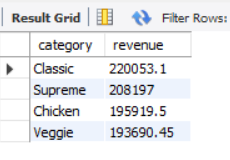 Result Grid Filter Rows:
category revenue
Classic 220053.1
Supreme 208197
Chicken 195919.5
Veggie 193690.45